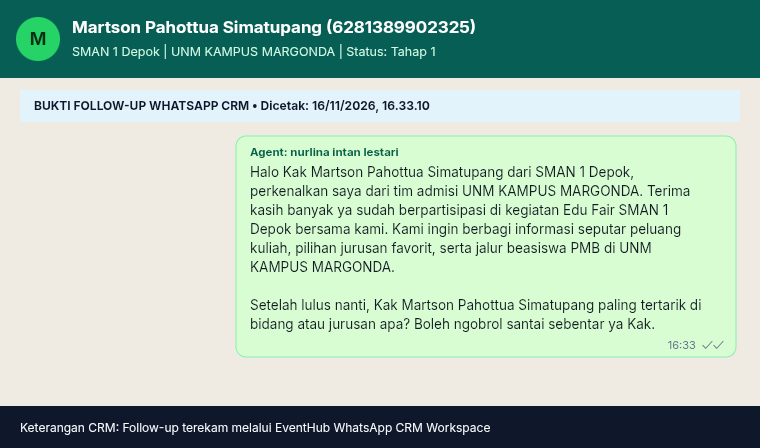 M
Martson Pahottua Simatupang (6281389902325)
SMAN 1 Depok | UNM KAMPUS MARGONDA | Status: Tahap 1
BUKTI FOLLOW-UP WHATSAPP CRM • Dicetak: 16/11/2026, 16.33.10
Agent: nurlina intan lestari
Halo Kak Martson Pahottua Simatupang dari SMAN 1 Depok,
perkenalkan saya dari tim admisi UNM KAMPUS MARGONDA. Terima
kasih banyak ya sudah berpartisipasi di kegiatan Edu Fair SMAN 1
Depok bersama kami. Kami ingin berbagi informasi seputar peluang
kuliah, pilihan jurusan favorit, serta jalur beasiswa PMB di UNM
KAMPUS MARGONDA.
Setelah lulus nanti, Kak Martson Pahottua Simatupang paling tertarik di
bidang atau jurusan apa? Boleh ngobrol santai sebentar ya Kak.
16:33
Keterangan CRM: Follow-up terekam melalui EventHub WhatsApp CRM Workspace